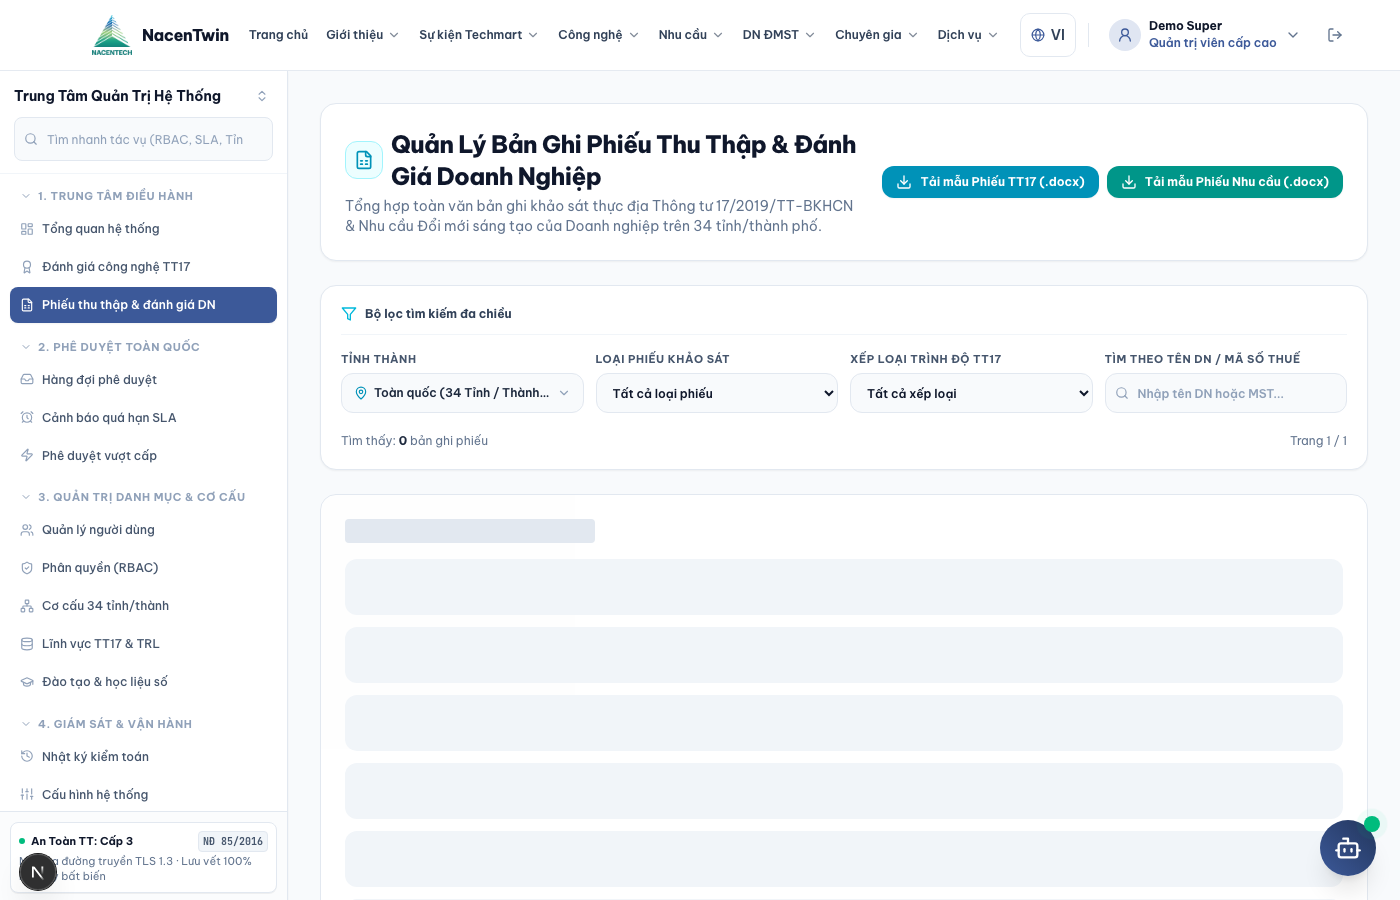 NACENTECH
NacenTwin
Trang chủ
Giới thiệu
Sự kiện Techmart
Công nghệ
Nhu cầu
DN ĐMST
Chuyên gia
Dịch vụ
VI
Demo Super
Quản trị viên cấp cao
Trung Tâm Quản Trị Hệ Thống
Tìm nhanh tác vụ (RBAC, SLA, Tỉn
1. TRUNG TÂM ĐIỀU HÀNH
Tổng quan hệ thống
Đánh giá công nghệ TT17
Phiếu thu thập & đánh giá DN
2. PHÊ DUYỆT TOÀN QUỐC
Hàng đợi phê duyệt
Cảnh báo quá hạn SLA
Phê duyệt vượt cấp
3. QUẢN TRỊ DANH MỤC & CƠ CẤU
Quản lý người dùng
Phân quyền (RBAC)
Cơ cấu 34 tỉnh/thành
Lĩnh vực TT17 & TRL
Đào tạo & học liệu số
4. GIÁM SÁT & VẬN HÀNH
Nhật ký kiểm toán
Cấu hình hệ thống
An Toàn TT: Cấp 3
NĐ 85/2016
đường truyền TLS 1.3 · Lưu vết 100%
bất biến
Quản Lý Bản Ghi Phiếu Thu Thập & Đánh
Giá Doanh Nghiệp
Tổng hợp toàn văn bản ghi khảo sát thực địa Thông tư 17/2019/TT-BKHCN
& Nhu cầu Đổi mới sáng tạo của Doanh nghiệp trên 34 tỉnh/thành phố.
Tải mẫu Phiếu TT17 (.docx)
Tải mẫu Phiếu Nhu cầu (.docx)
Bộ lọc tìm kiếm đa chiều
TỈNH THÀNH
LOẠI PHIẾU KHẢO SÁT
XẾP LOẠI TRÌNH ĐỘ TT17
TÌM THEO TÊN DN / MÃ SỐ THUẾ
Toàn quốc (34 Tỉnh / Thành...
Tất cả loại phiếu
Tất cả xếp loại
Nhập tên DN hoặc MST...
Tìm thấy: 0 bản ghi phiếu
Trang 1 / 1